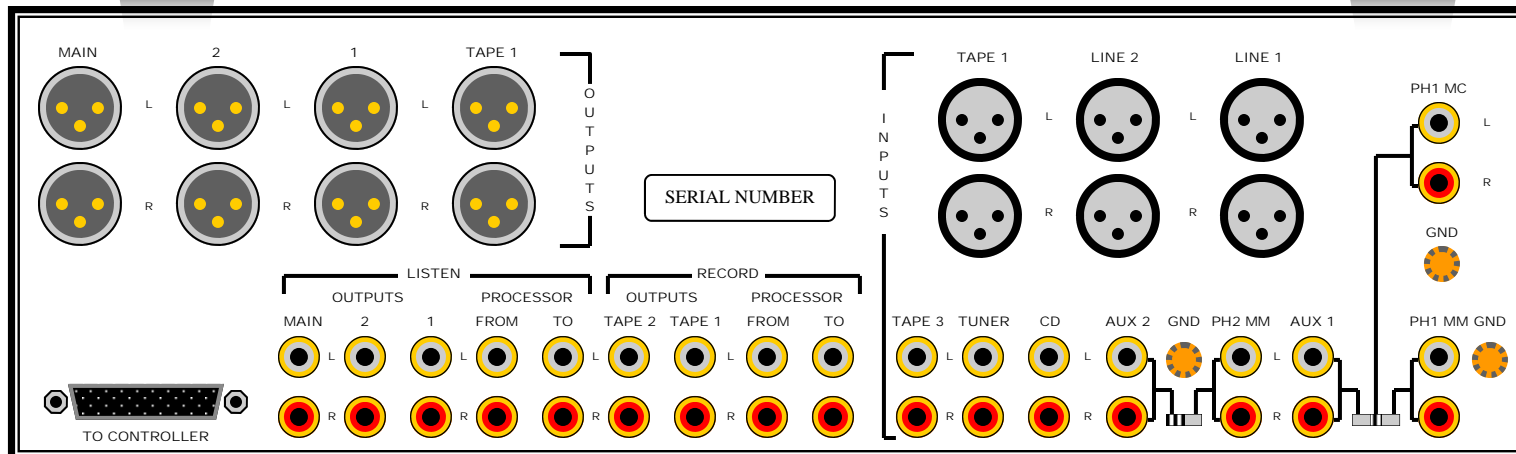 MAIN 2 1 TAPE 1
L L L
R R R
OUTPUTS
SERIAL NUMBER
INPUTS
TAPE 1 LINE 2 LINE 1
L L
R R
PH1 MC
L
R
GND
LISTEN RECORD
OUTPUTS PROCESSOR OUTPUTS PROCESSOR
MAIN 2 1 FROM TO TAPE 2 TAPE 1 FROM TO
L L L L
R R R R
TAPE 3 TUNER CD AUX 2 GND PH2 MM AUX 1 PH1 MM GND
L L L L
R R R R
TO CONTROLLER